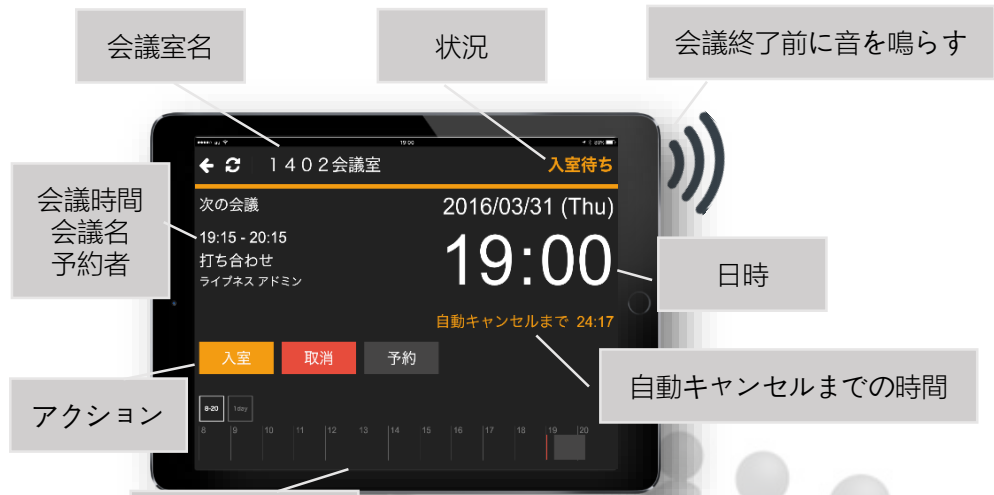 会議室名
状況
会議終了前に音を鳴らす
19:00
1402会議室
入室待ち
会議時間
会議名
予約者
次の会議
2016/03/31 (Thu)
19:15 - 20:15
打ち合わせ
ライブネス アドミン
19:00
日時
自動キャンセルまで 24:17
入室
取消
予約
自動キャンセルまでの時間
アクション
8-20
1day
8 9 10 11 12 13 14 15 16 17 18 19 20